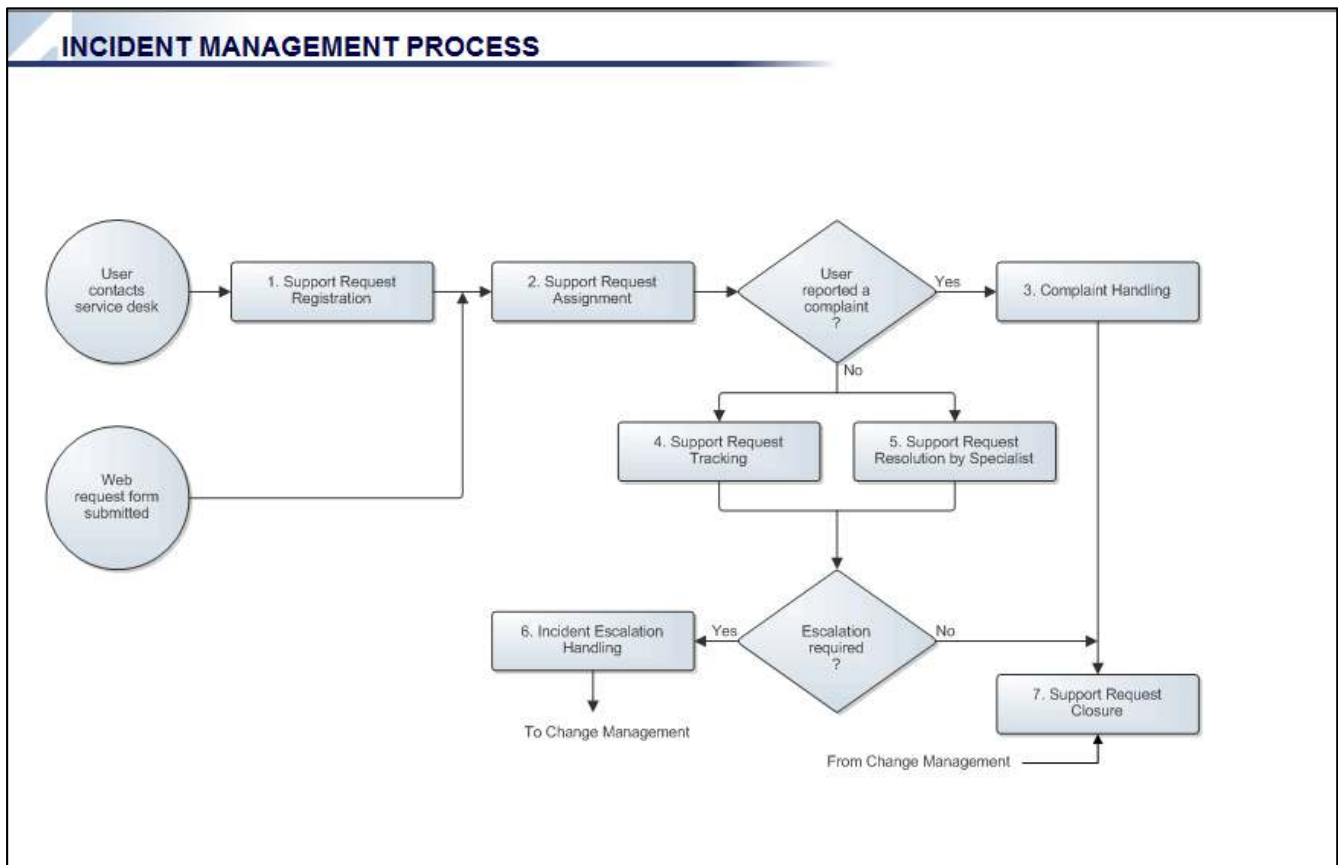 INCIDENT MANAGEMENT PROCESS
User
contacts
service desk
1. Support Request
Registration
2. Support Request
Assignment
User
reported a
complaint
?
Yes
3. Complaint Handling
No
4. Support Request
Tracking
5. Support Request
Resolution by Specialist
Web
request form
submitted
6. Incident Escalation
Handling
Yes
Escalation
required
?
No
7. Support Request
Closure
To Change Management
From Change Management